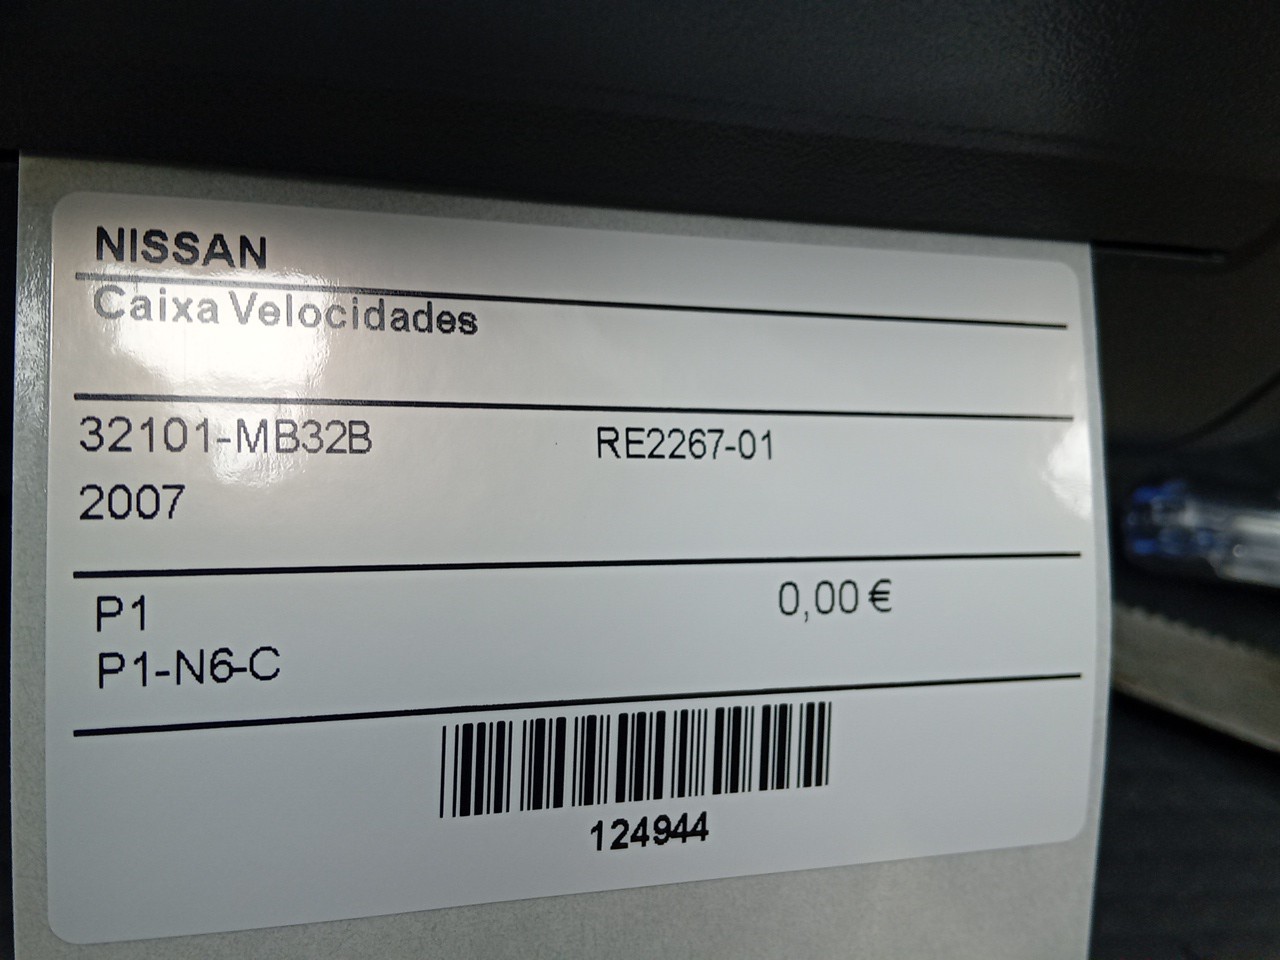 NISSAN
Caixa Velocidades
32101-MB32B RE2267-01
2007
P1 0,00 €
P1-N6-C
124944